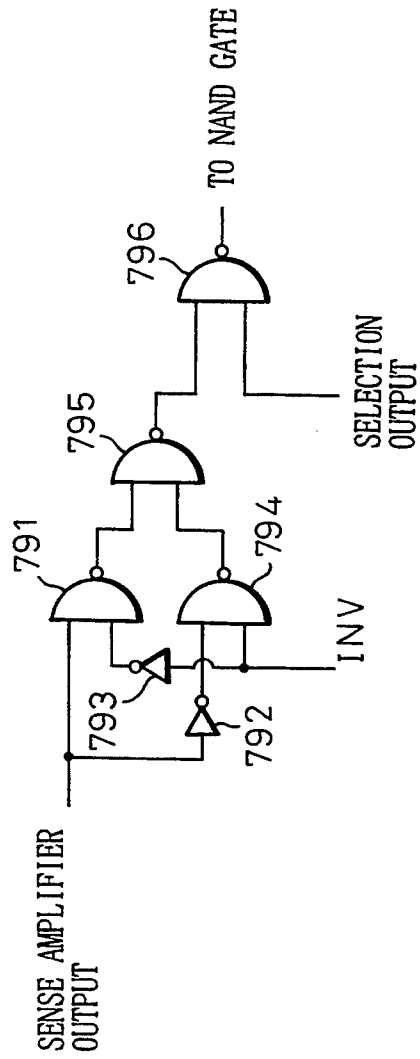 SENSE AMPLIFIER
OUTPUT
791
793
792
INV
794
795
796
SELECTION
OUTPUT
TO NAND GATE